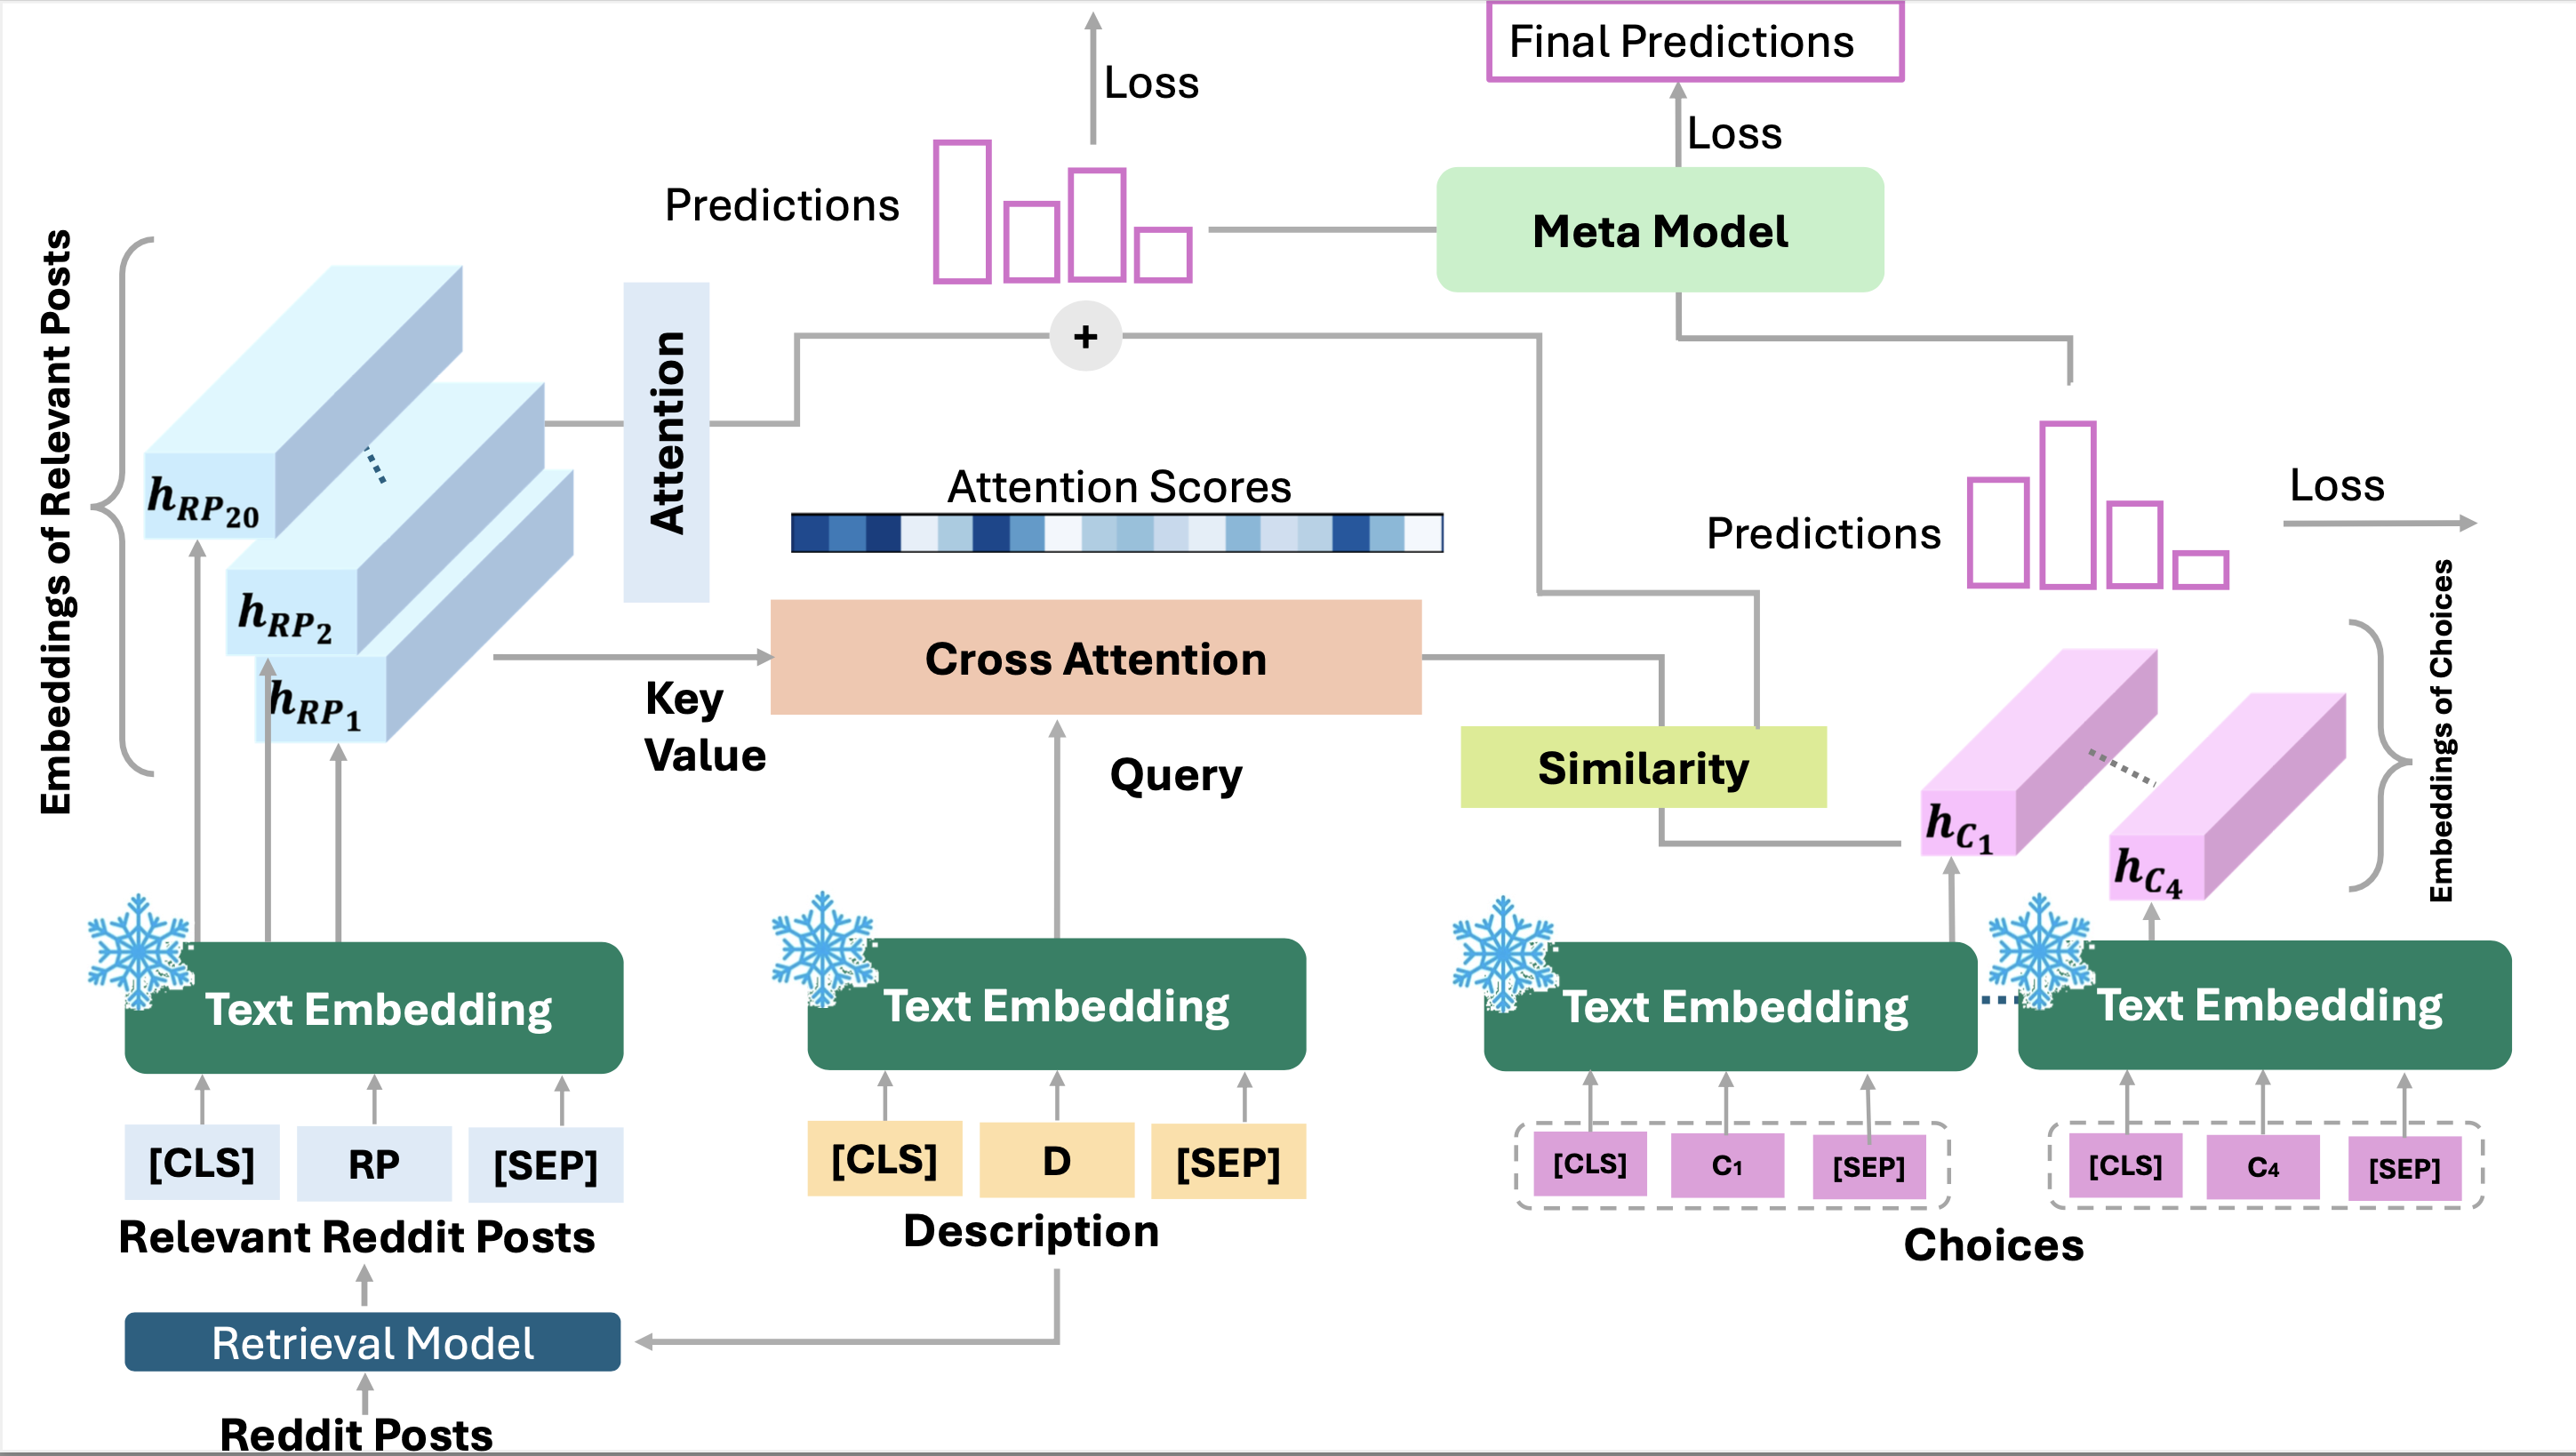 Final Predictions
Loss
Loss
Predictions
Meta Model
+
Embeddings of Relevant Posts
Attention
h_{RP_{20}}
h_{RP_2}
h_{RP_1}
Attention Scores
Predictions
Loss
Cross Attention
Key
Value
Query
Similarity
h_{C_1}
h_{C_4}
Embeddings of Choices
Text Embedding
Text Embedding
Text Embedding
Text Embedding
[CLS] RP [SEP]
[CLS] D [SEP]
[CLS] C₁ [SEP]
[CLS] C₄ [SEP]
Relevant Reddit Posts
Description
Choices
Retrieval Model
Reddit Posts